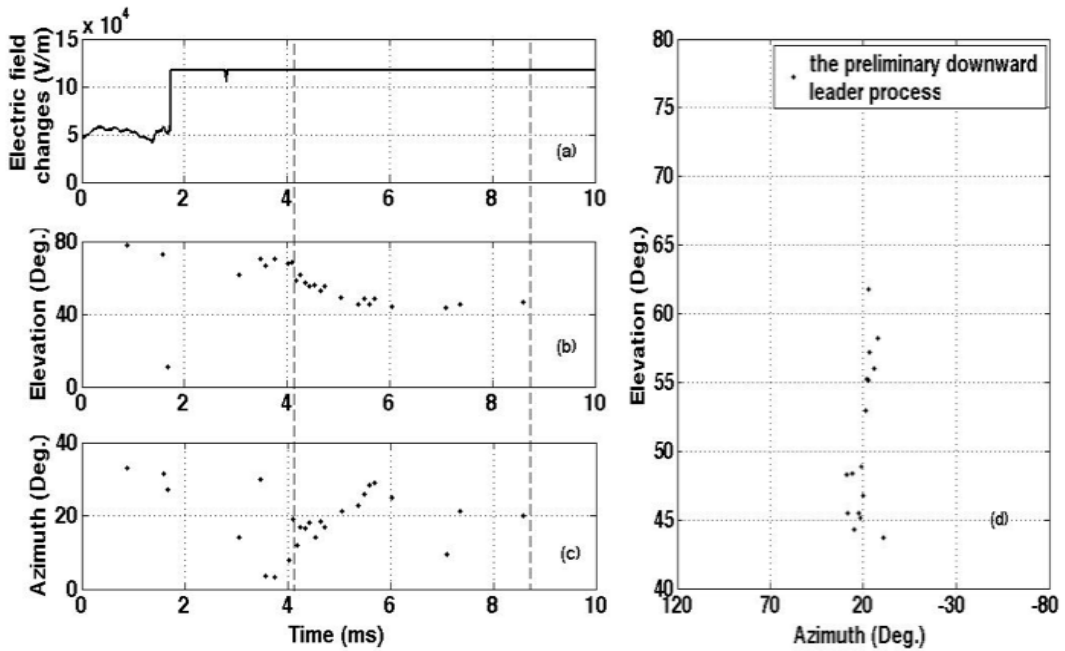 x 10⁴
15
10
5
0
Electric field
changes (V/m)
(a)
0 2 4 6 8 10
80
40
0
Elevation (Deg.)
(b)
0 2 4 6 8 10
40
20
0
Azimuth (Deg.)
(c)
0 2 4 6 8 10
Time (ms)
80
75
70
65
60
55
50
45
40
Elevation (Deg.)
the preliminary downward
leader process
(d)
120 70 20 -30 -80
Azimuth (Deg.)